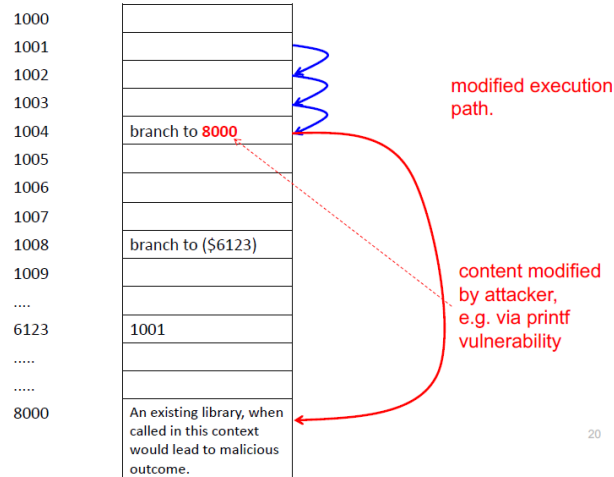 1000
1001
1002
1003
1004 branch to 8000
1005
1006
1007
1008 branch to ($6123)
1009
....
6123 1001
.....
.....
8000 An existing library, when
called in this context
would lead to malicious
outcome.
modified execution
path.
content modified
by attacker,
e.g. via printf
vulnerability
20